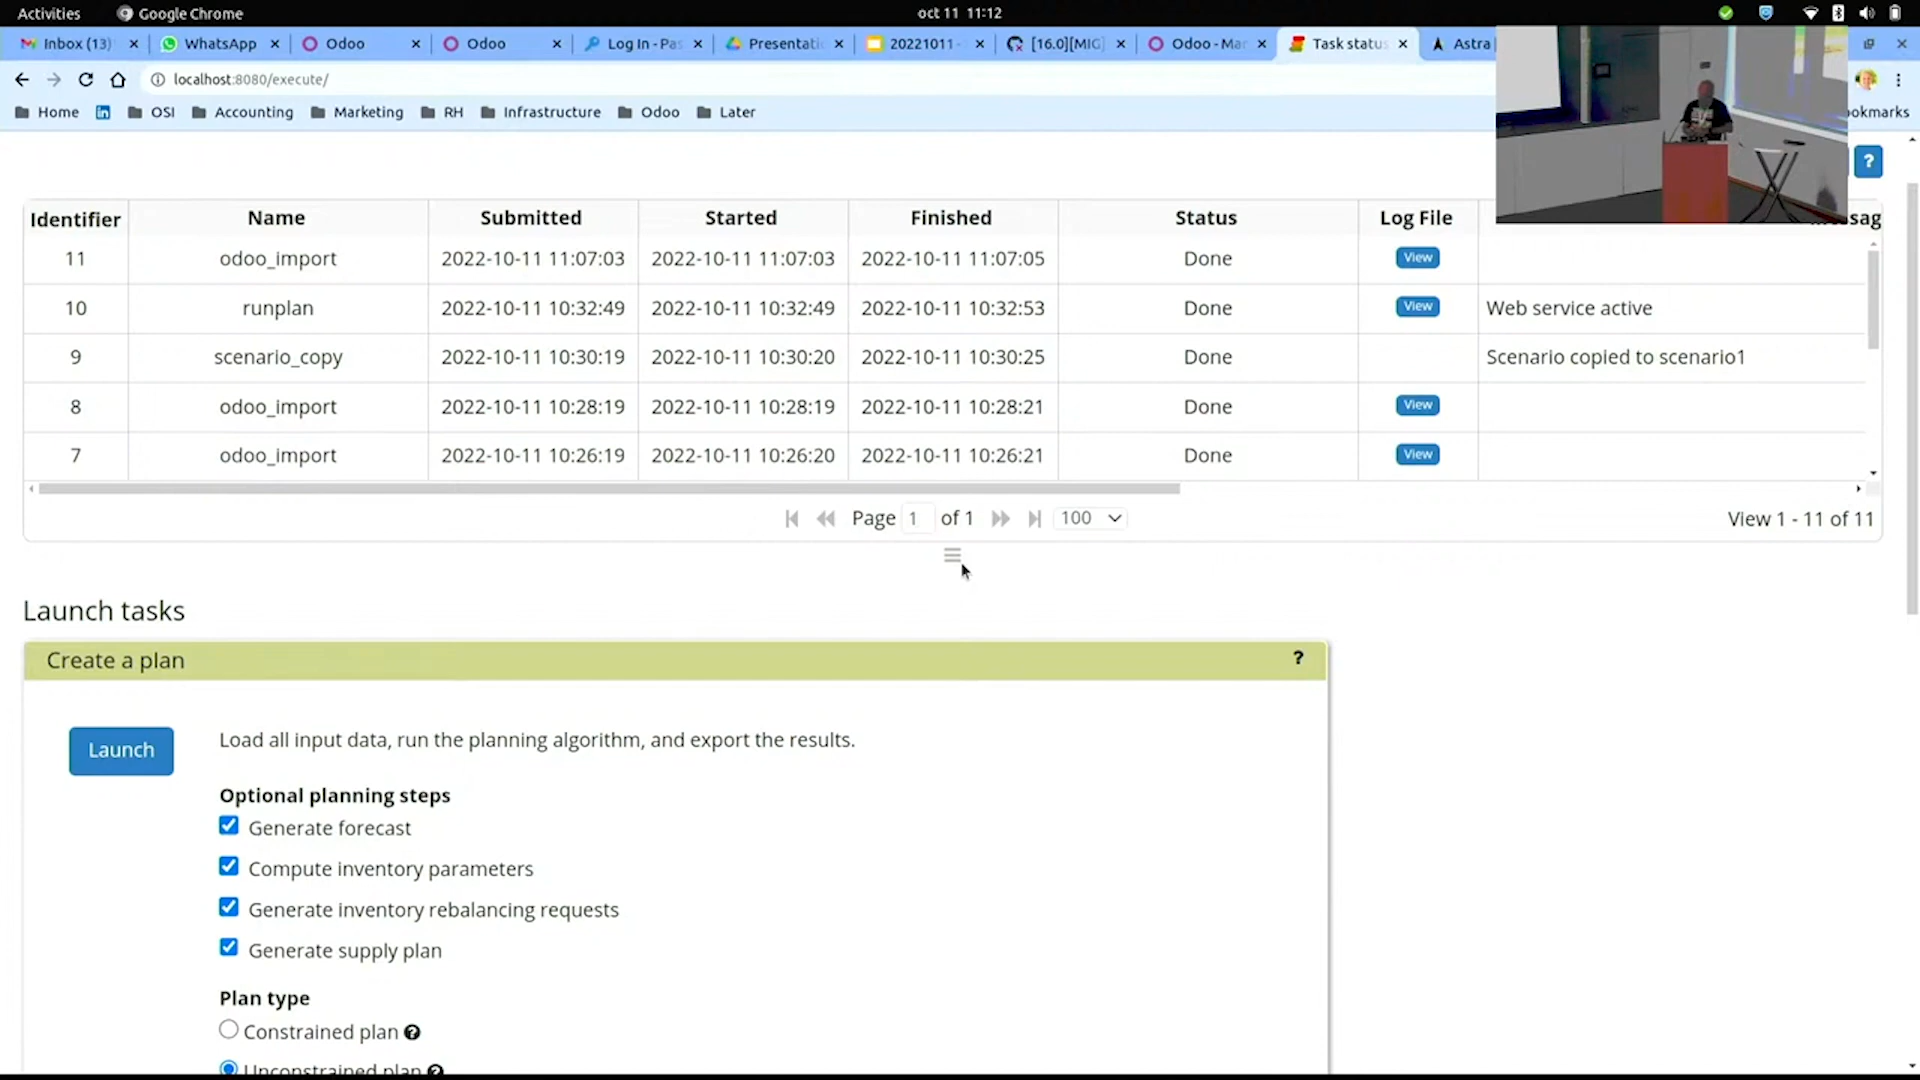 Activities Google Chrome oct 11 11:12
Inbox (13) WhatsApp Odoo Odoo Log In - Pas Presentati 20221011 - [16.0][MIG] Odoo - Mar Task status Astra
localhost:8080/execute/
Home OSI Accounting Marketing RH Infrastructure Odoo Later ookmarks
?
Identifier Name Submitted Started Finished Status Log File
11 odoo_import 2022-10-11 11:07:03 2022-10-11 11:07:03 2022-10-11 11:07:05 Done View
10 runplan 2022-10-11 10:32:49 2022-10-11 10:32:49 2022-10-11 10:32:53 Done View Web service active
9 scenario_copy 2022-10-11 10:30:19 2022-10-11 10:30:20 2022-10-11 10:30:25 Done Scenario copied to scenario1
8 odoo_import 2022-10-11 10:28:19 2022-10-11 10:28:19 2022-10-11 10:28:21 Done View
7 odoo_import 2022-10-11 10:26:19 2022-10-11 10:26:20 2022-10-11 10:26:21 Done View
Page 1 of 1 100 View 1 - 11 of 11
Launch tasks
Create a plan ?
Launch Load all input data, run the planning algorithm, and export the results.
Optional planning steps
Generate forecast
Compute inventory parameters
Generate inventory rebalancing requests
Generate supply plan
Plan type
Constrained plan ?
Unconstrained plan ?